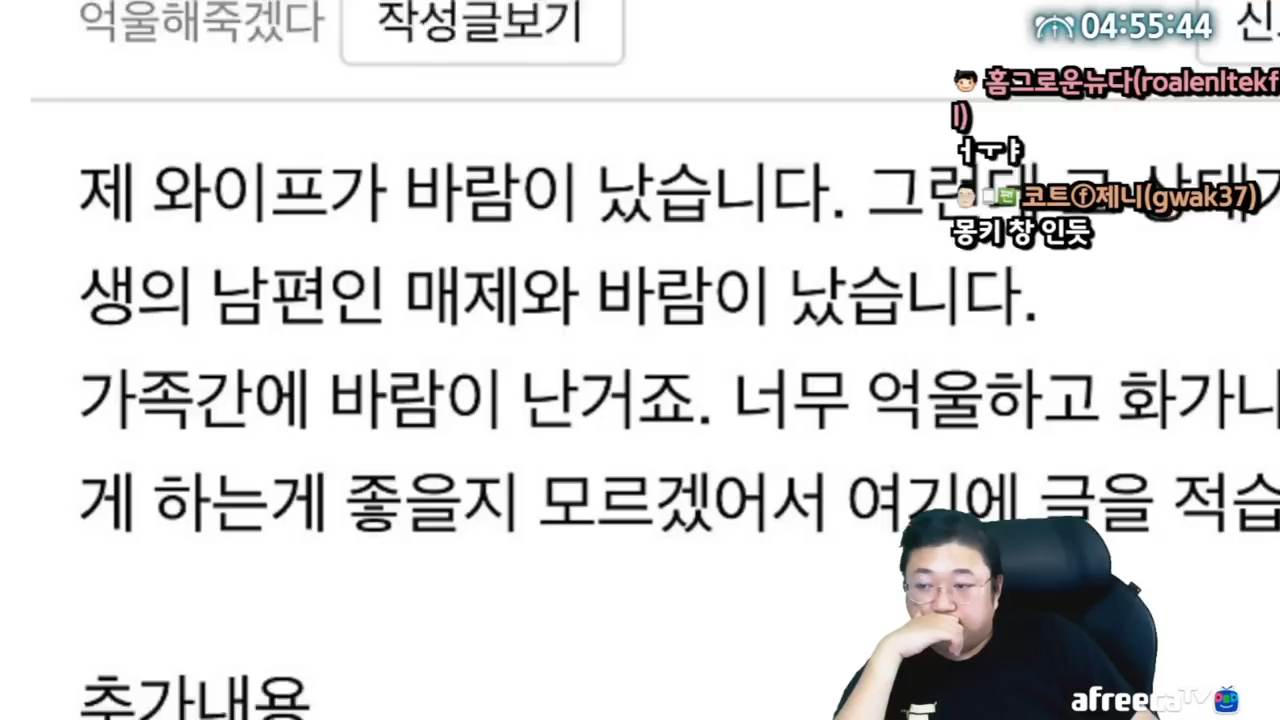 억울해죽겠다 작성글보기
04:55:44
홈그로운뉴다(roalenltekf
l)
ㅓㅜㅑ
코트ⓕ제니(gwak37)
몽키 창 인듯
제 와이프가 바람이 났습니다. 그런데 그 상대가
생의 남편인 매제와 바람이 났습니다.
가족간에 바람이 난거죠. 너무 억울하고 화가나
게 하는게 좋을지 모르겠어서 여기에 글을 적습
추가내용
afreecaTV